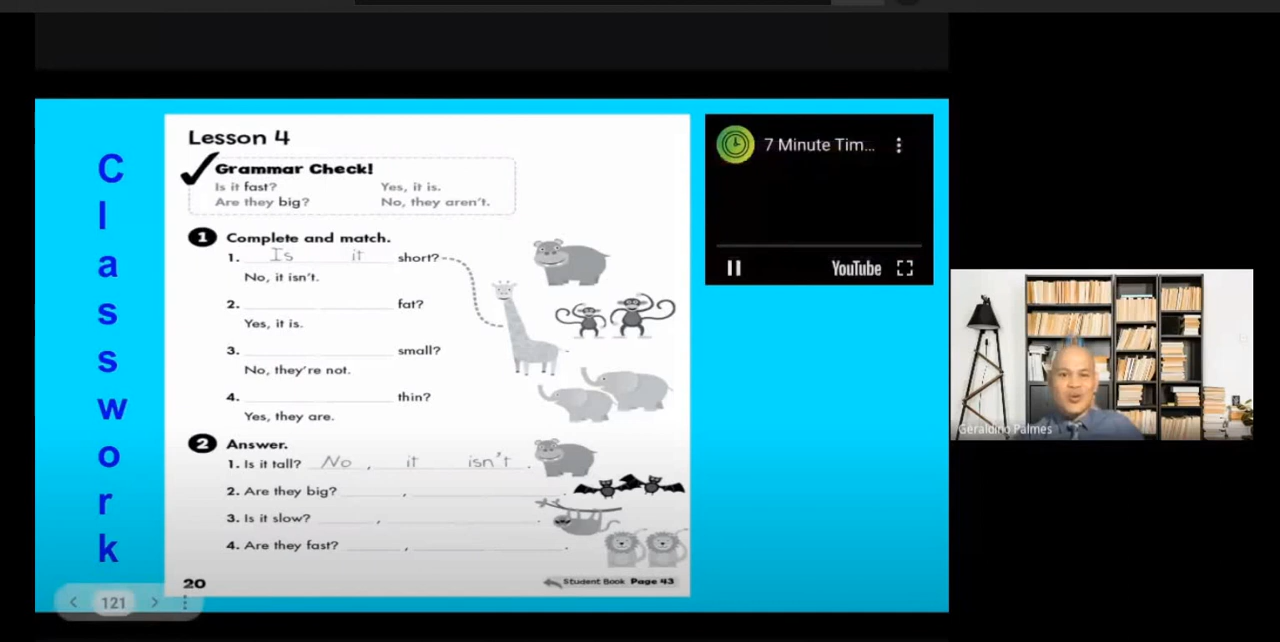 Classwork
Lesson 4
Grammar Check!
Is it fast? Yes, it is.
Are they big? No, they aren't.
1 Complete and match.
1. Is it short?
No, it isn't.
2. fat?
Yes, it is.
3. small?
No, they're not.
4. thin?
Yes, they are.
2 Answer.
1. Is it tall? No, it isn't.
2. Are they big? , .
3. Is it slow? , .
4. Are they fast? , .
20
Student Book Page 43
121
7 Minute Tim...
YouTube
Geraldino Palmes